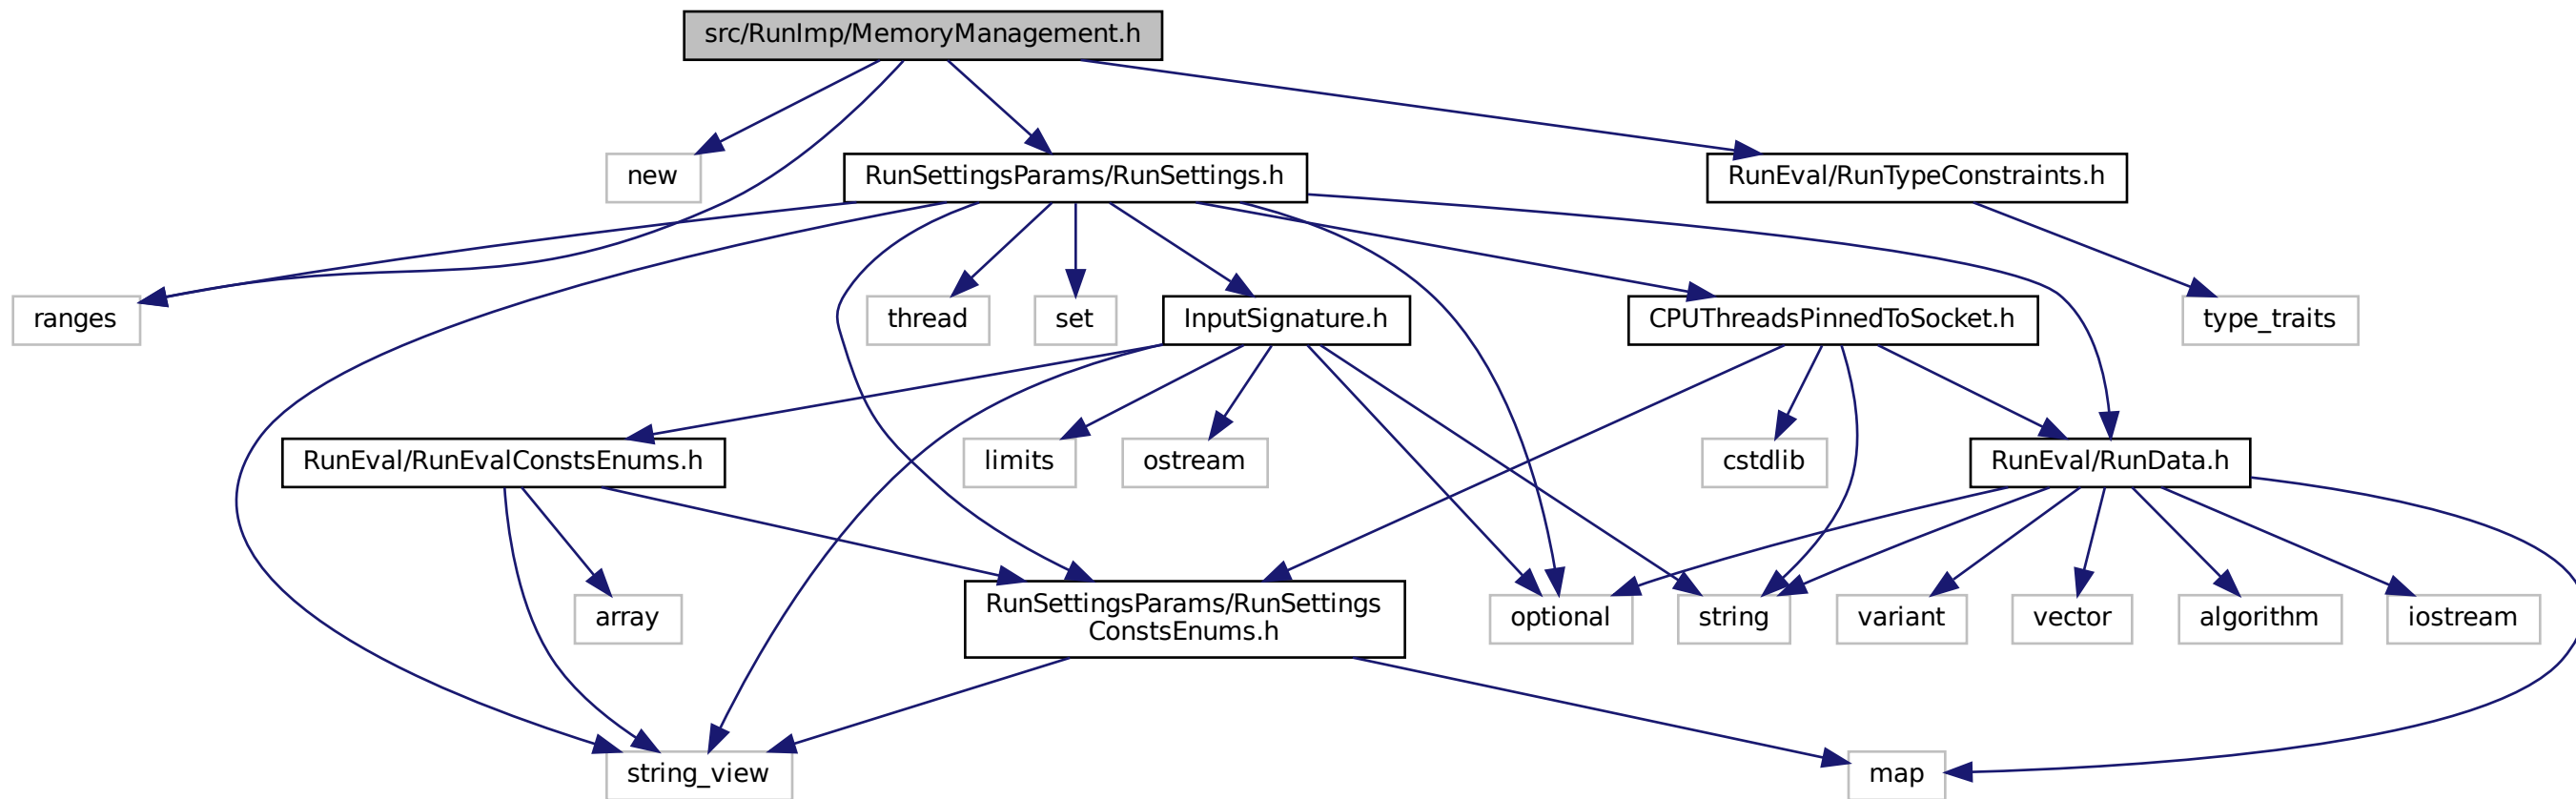 src/RunImp/MemoryManagement.h
new
RunSettingsParams/RunSettings.h
RunEval/RunTypeConstraints.h
ranges
thread
set
InputSignature.h
CPUThreadsPinnedToSocket.h
type_traits
RunEval/RunEvalConstsEnums.h
limits
ostream
cstdlib
RunEval/RunData.h
array
RunSettingsParams/RunSettings
ConstsEnums.h
optional
string
variant
vector
algorithm
iostream
string_view
map